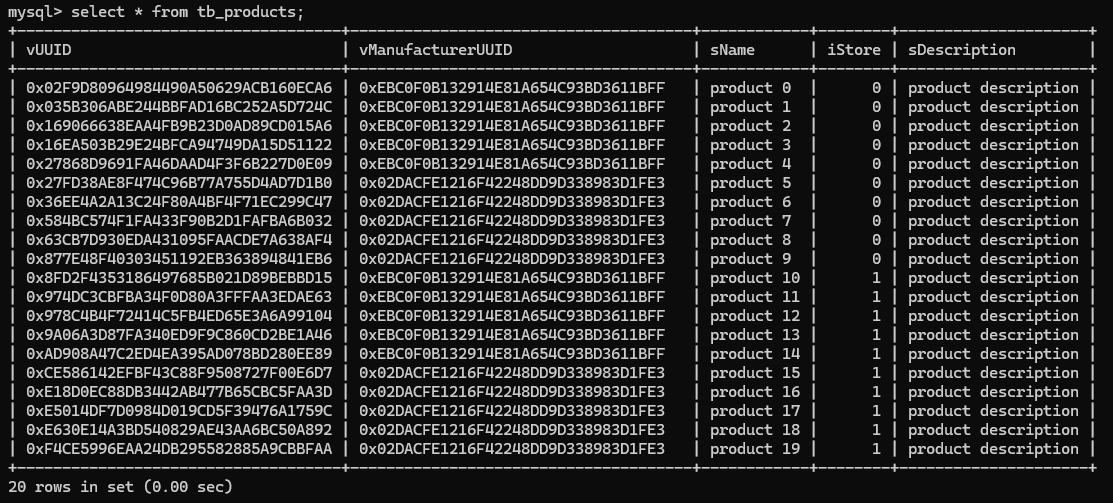 mysql> select * from tb_products;
+------------------------------------+------------------------------------+------------+--------+---------------------+
| vUUID                              | vManufacturerUUID                  | sName      | iStore | sDescription        |
+------------------------------------+------------------------------------+------------+--------+---------------------+
| 0x02F9D80964984490A50629ACB160ECA6 | 0xEBC0F0B132914E81A654C93BD3611BFF | product 0  |      0 | product description |
| 0x035B306ABE244BBFAD16BC252A5D724C | 0xEBC0F0B132914E81A654C93BD3611BFF | product 1  |      0 | product description |
| 0x169066638EAA4FB9B23D0AD89CD015A6 | 0xEBC0F0B132914E81A654C93BD3611BFF | product 2  |      0 | product description |
| 0x16EA503B29E24BFCA94749DA15D51122 | 0xEBC0F0B132914E81A654C93BD3611BFF | product 3  |      0 | product description |
| 0x27868D9691FA46DAAD4F3F6B227D0E09 | 0xEBC0F0B132914E81A654C93BD3611BFF | product 4  |      0 | product description |
| 0x27FD38AE8F474C96B77A755D4AD7D1B0 | 0x02DACFE1216F42248DD9D338983D1FE3 | product 5  |      0 | product description |
| 0x36EE4A2A13C24F80A4BF4F71EC299C47 | 0x02DACFE1216F42248DD9D338983D1FE3 | product 6  |      0 | product description |
| 0x584BC574F1FA433F90B2D1FAFBA6B032 | 0x02DACFE1216F42248DD9D338983D1FE3 | product 7  |      0 | product description |
| 0x63CB7D930EDA431095FAACDE7A638AF4 | 0x02DACFE1216F42248DD9D338983D1FE3 | product 8  |      0 | product description |
| 0x877E48F40303451192EB363894841EB6 | 0x02DACFE1216F42248DD9D338983D1FE3 | product 9  |      0 | product description |
| 0x8FD2F4353186497685B021D89BEBBD15 | 0xEBC0F0B132914E81A654C93BD3611BFF | product 10 |      1 | product description |
| 0x974DC3CBFBA34F0D80A3FFFAA3EDAE63 | 0xEBC0F0B132914E81A654C93BD3611BFF | product 11 |      1 | product description |
| 0x978C4B4F72414C5FB4ED65E3A6A99104 | 0xEBC0F0B132914E81A654C93BD3611BFF | product 12 |      1 | product description |
| 0x9A06A3D87FA340ED9F9C860CD2BE1A46 | 0xEBC0F0B132914E81A654C93BD3611BFF | product 13 |      1 | product description |
| 0xAD908A47C2ED4EA395AD078BD280EE89 | 0xEBC0F0B132914E81A654C93BD3611BFF | product 14 |      1 | product description |
| 0xCE586142EFBF43C88F9508727F00E6D7 | 0x02DACFE1216F42248DD9D338983D1FE3 | product 15 |      1 | product description |
| 0xE18D0EC88DB3442AB477B65CBC5FAA3D | 0x02DACFE1216F42248DD9D338983D1FE3 | product 16 |      1 | product description |
| 0xE5014DF7D0984D019CD5F39476A1759C | 0x02DACFE1216F42248DD9D338983D1FE3 | product 17 |      1 | product description |
| 0xE630E14A3BD540829AE43AA6BC50A892 | 0x02DACFE1216F42248DD9D338983D1FE3 | product 18 |      1 | product description |
| 0xF4CE5996EAA24DB295582885A9CBBFAA | 0x02DACFE1216F42248DD9D338983D1FE3 | product 19 |      1 | product description |
+------------------------------------+------------------------------------+------------+--------+---------------------+
20 rows in set (0.00 sec)